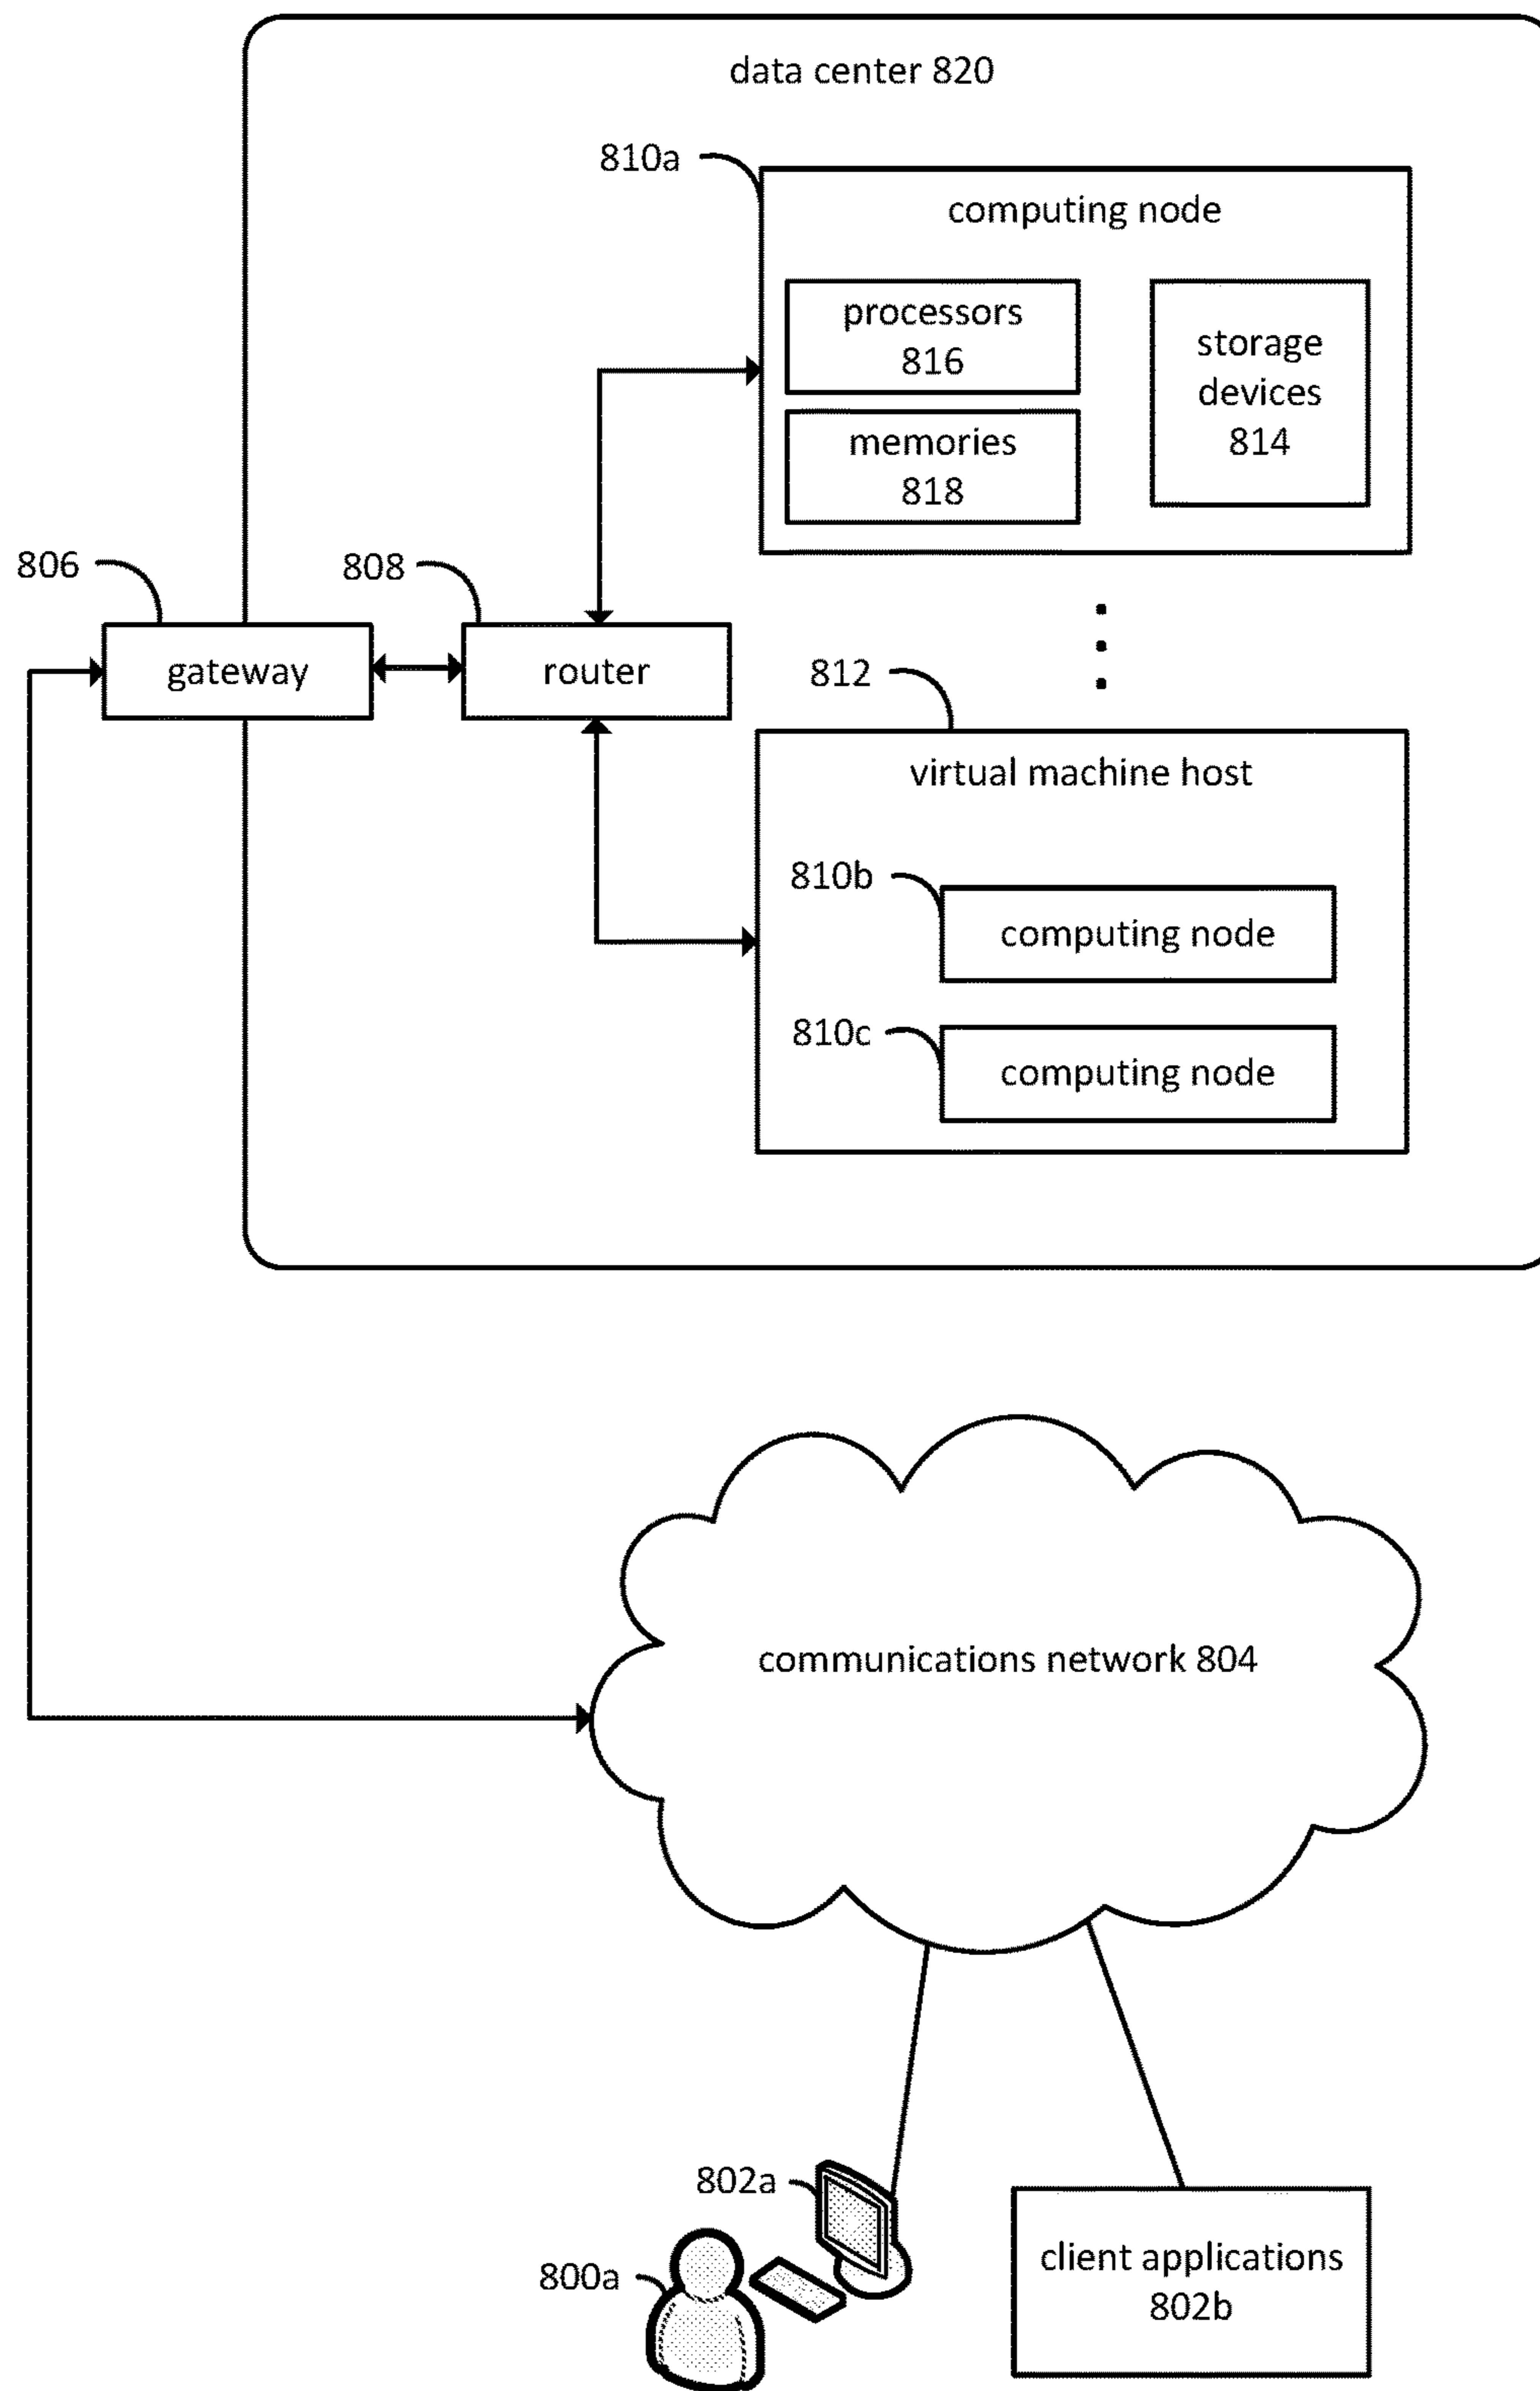 data center 820
810a
computing node
processors
816
storage
devices
814
memories
818
806
808
gateway
router
812
virtual machine host
810b
computing node
810c
computing node
communications network 804
802a
800a
client applications
802b